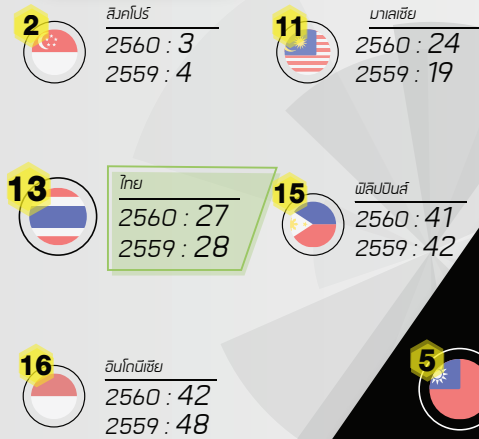 2
สิงคโปร์
2560 : 3
2559 : 4
11
มาเลเซีย
2560 : 24
2559 : 19
13
ไทย
2560 : 27
2559 : 28
15
ฟิลิปปินส์
2560 : 41
2559 : 42
16
อินโดนีเซีย
2560 : 42
2559 : 48
5